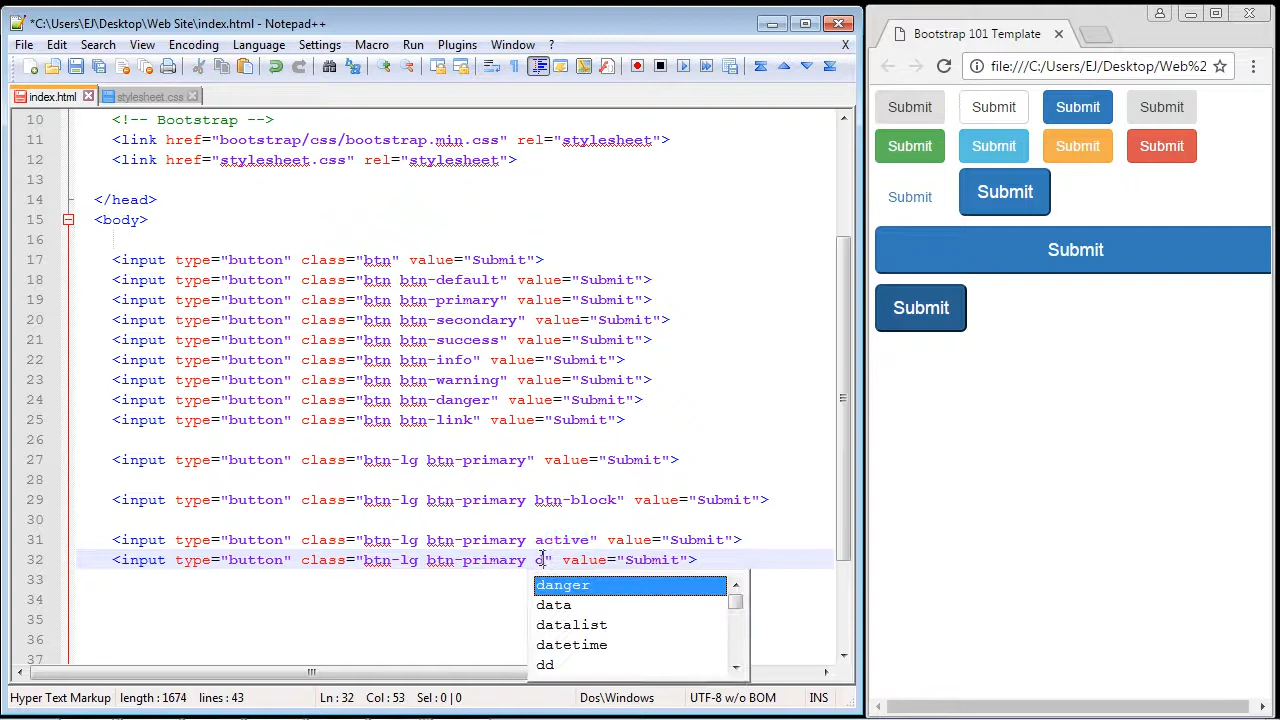 *C:\Users\EJ\Desktop\Web Site\index.html - Notepad++
File Edit Search View Encoding Language Settings Macro Run Plugins Window ? X
index.html stylesheet.css
10 <!-- Bootstrap -->
11 <link href="bootstrap/css/bootstrap.min.css" rel="stylesheet">
12 <link href="stylesheet.css" rel="stylesheet">
13
14 </head>
15 <body>
16
17 <input type="button" class="btn" value="Submit">
18 <input type="button" class="btn btn-default" value="Submit">
19 <input type="button" class="btn btn-primary" value="Submit">
20 <input type="button" class="btn btn-secondary" value="Submit">
21 <input type="button" class="btn btn-success" value="Submit">
22 <input type="button" class="btn btn-info" value="Submit">
23 <input type="button" class="btn btn-warning" value="Submit">
24 <input type="button" class="btn btn-danger" value="Submit">
25 <input type="button" class="btn btn-link" value="Submit">
26
27 <input type="button" class="btn-lg btn-primary" value="Submit">
28
29 <input type="button" class="btn-lg btn-primary btn-block" value="Submit">
30
31 <input type="button" class="btn-lg btn-primary active" value="Submit">
32 <input type="button" class="btn-lg btn-primary d" value="Submit">
33
34
35
36
37
danger
data
datalist
datetime
dd
Hyper Text Markup length : 1674 lines : 43 Ln : 32 Col : 53 Sel : 0 | 0 Dos\Windows UTF-8 w/o BOM INS
Bootstrap 101 Template
file:///C:/Users/EJ/Desktop/Web%2
Submit Submit Submit Submit
Submit Submit Submit Submit
Submit Submit
Submit
Submit